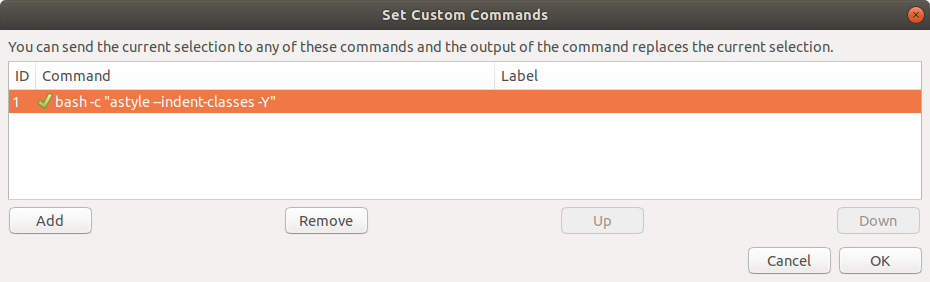 Set Custom Commands
You can send the current selection to any of these commands and the output of the command replaces the current selection.
ID Command Label
1 bash -c "astyle –indent-classes -Y"
Add Remove Up Down
Cancel OK